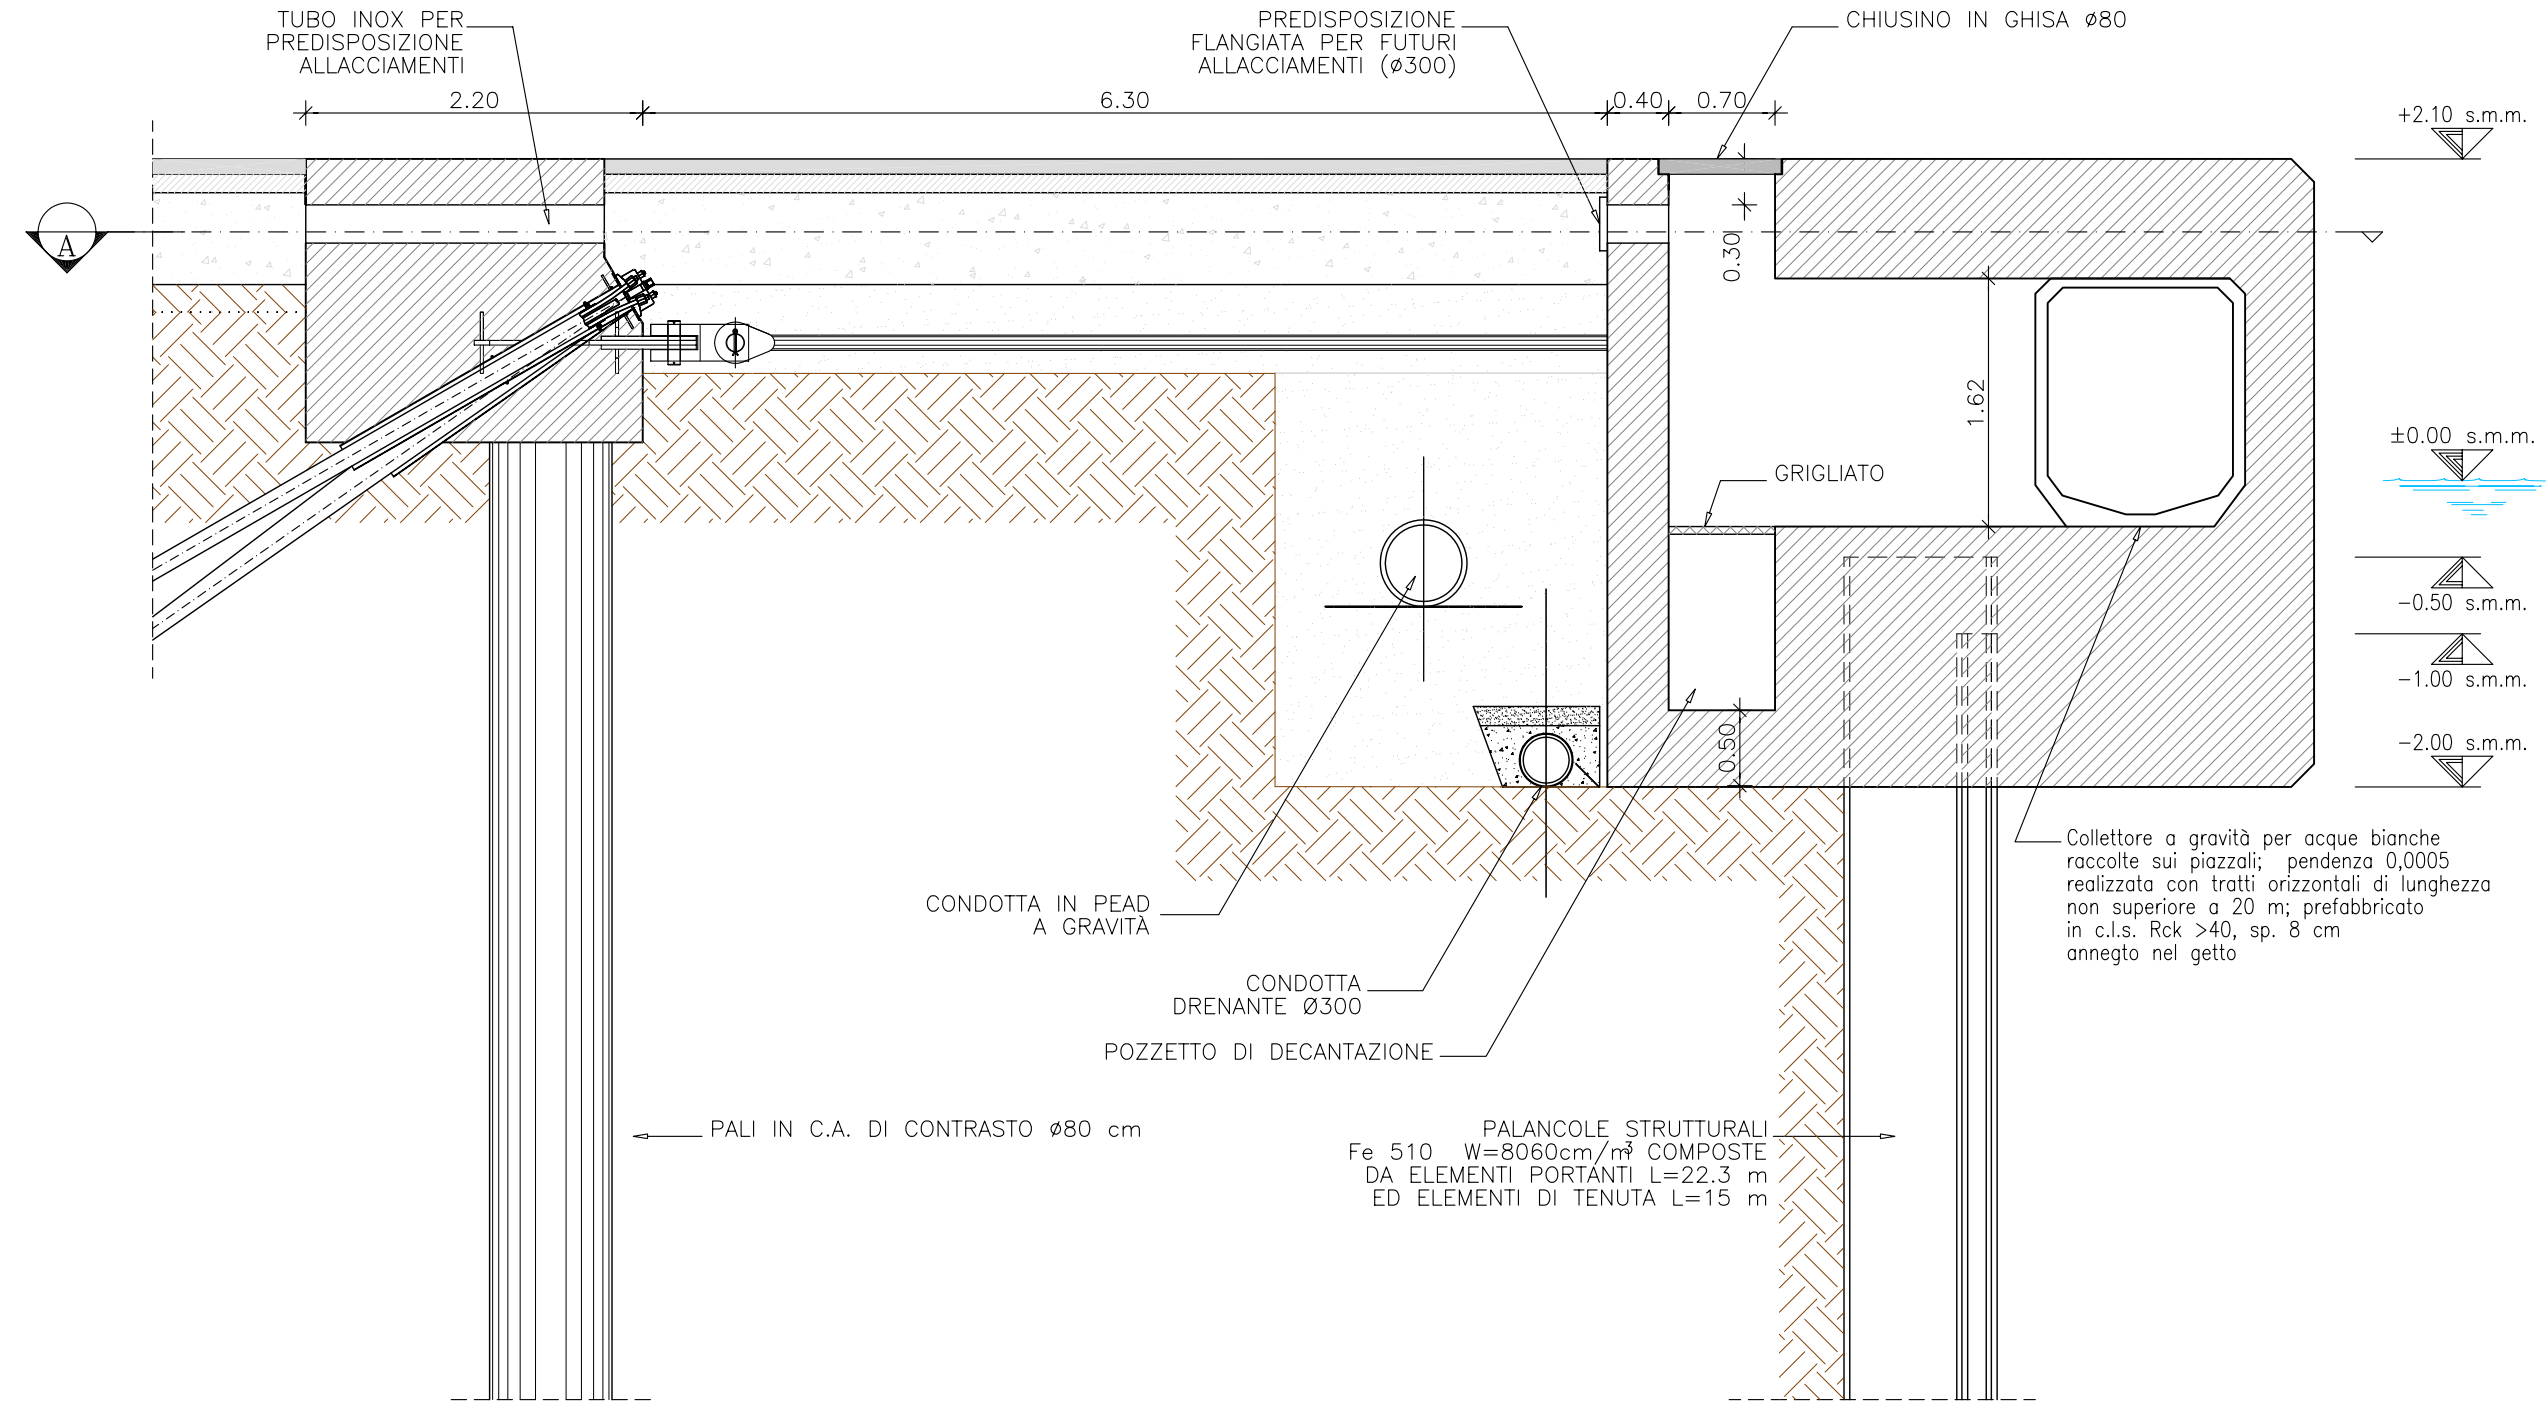 TUBO INOX PER
PREDISPOSIZIONE
ALLACCIAMENTI
PREDISPOSIZIONE
FLANGIATA PER FUTURI
ALLACCIAMENTI (ø300)
CHIUSINO IN GHISA ø80
2.20
6.30
0.40
0.70
+2.10 s.m.m.
A
0.30
1.62
±0.00 s.m.m.
GRIGLIATO
-0.50 s.m.m.
-1.00 s.m.m.
0.50
-2.00 s.m.m.
Collettore a gravità per acque bianche
raccolte sui piazzali; pendenza 0,0005
realizzata con tratti orizzontali di lunghezza
non superiore a 20 m; prefabbricato
in c.l.s. Rck >40, sp. 8 cm
annegto nel getto
CONDOTTA IN PEAD
A GRAVITÀ
CONDOTTA
DRENANTE Ø300
POZZETTO DI DECANTAZIONE
PALI IN C.A. DI CONTRASTO ø80 cm
PALANCOLE STRUTTURALI
Fe 510 W=8060cm/m³ COMPOSTE
DA ELEMENTI PORTANTI L=22.3 m
ED ELEMENTI DI TENUTA L=15 m